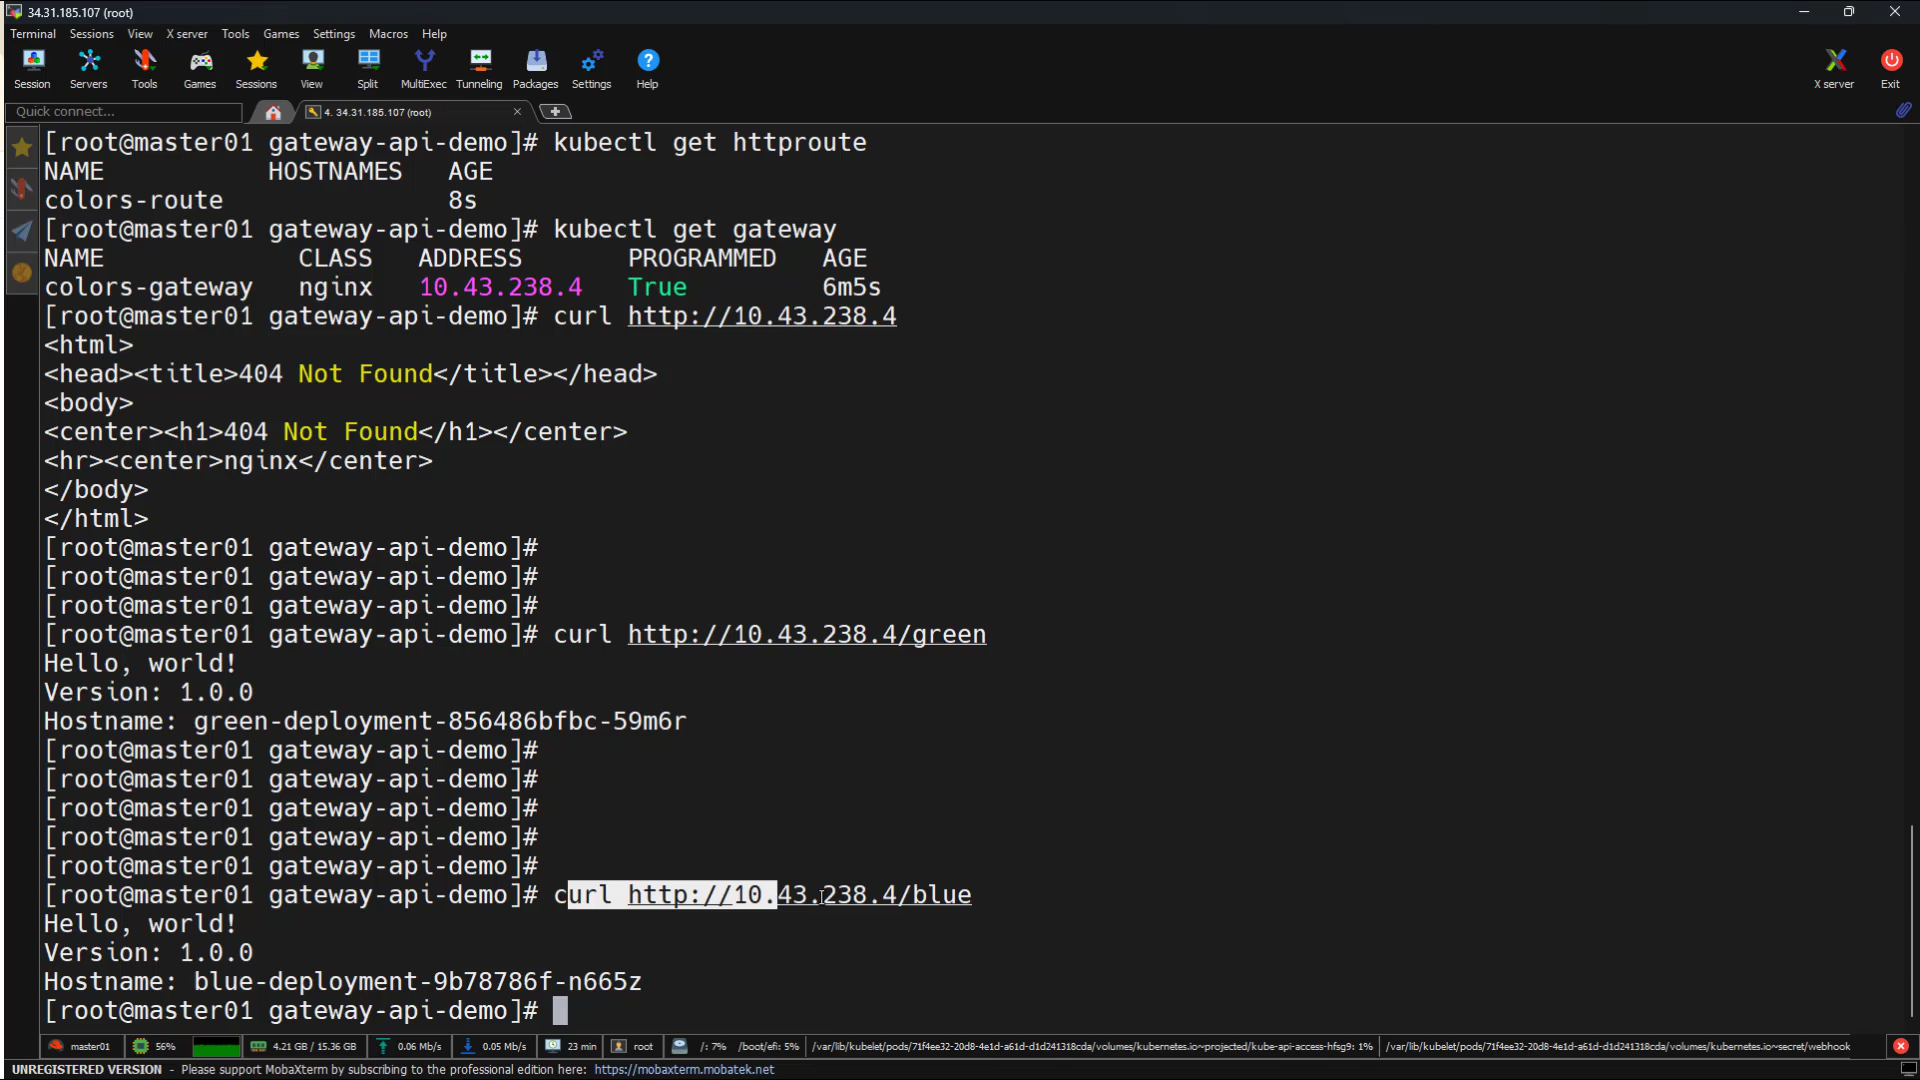 34.31.185.107 (root)
Terminal Sessions View X server Tools Games Settings Macros Help
Session Servers Tools Games Sessions View Split MultiExec Tunneling Packages Settings Help X server Exit
Quick connect... 4. 34.31.185.107 (root)
[root@master01 gateway-api-demo]# kubectl get httproute
NAME HOSTNAMES AGE
colors-route 8s
[root@master01 gateway-api-demo]# kubectl get gateway
NAME CLASS ADDRESS PROGRAMMED AGE
colors-gateway nginx 10.43.238.4 True 6m5s
[root@master01 gateway-api-demo]# curl http://10.43.238.4
<html>
<head><title>404 Not Found</title></head>
<body>
<center><h1>404 Not Found</h1></center>
<hr><center>nginx</center>
</body>
</html>
[root@master01 gateway-api-demo]#
[root@master01 gateway-api-demo]#
[root@master01 gateway-api-demo]#
[root@master01 gateway-api-demo]# curl http://10.43.238.4/green
Hello, world!
Version: 1.0.0
Hostname: green-deployment-856486bfbc-59m6r
[root@master01 gateway-api-demo]#
[root@master01 gateway-api-demo]#
[root@master01 gateway-api-demo]#
[root@master01 gateway-api-demo]#
[root@master01 gateway-api-demo]#
[root@master01 gateway-api-demo]# curl http://10.43.238.4/blue
Hello, world!
Version: 1.0.0
Hostname: blue-deployment-9b78786f-n665z
[root@master01 gateway-api-demo]#
master01 56% 4.21 GB / 15.36 GB 0.06 Mb/s 0.05 Mb/s 23 min root /: 7% /boot/efi: 5% /var/lib/kubelet/pods/71f4ee32-20d8-4e1d-a61d-d1d241318cda/volumes/kubernetes.io~projected/kube-api-access-hfsg9: 1% /var/lib/kubelet/pods/71f4ee32-20d8-4e1d-a61d-d1d241318cda/volumes/kubernetes.io~secret/webhook
UNREGISTERED VERSION - Please support MobaXterm by subscribing to the professional edition here: https://mobaxterm.mobatek.net